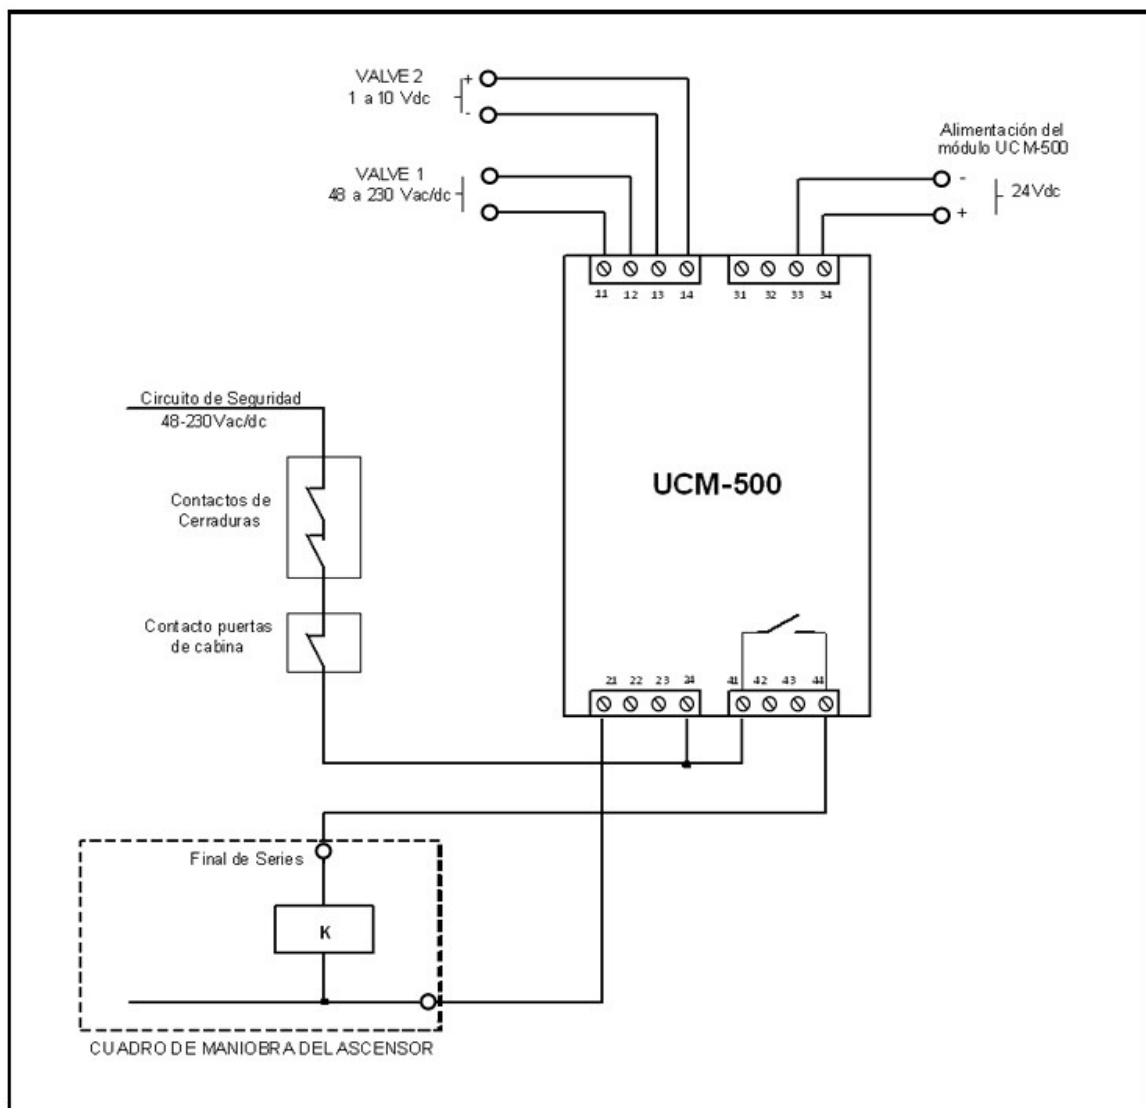 VALVE 2
1 a 10 Vdc
+
-
VALVE 1
48 a 230 Vac/dc
Alimentación del
módulo UCM-500
-
24Vdc
+
11 12 13 14 31 32 33 34
Circuito de Seguridad
48-230Vac/dc
UCM-500
Contactos de
Cerraduras
Contacto puertas
de cabina
21 22 23 24 41 42 43 44
Final de Series
K
CUADRO DE MANIOBRA DEL ASCENSOR